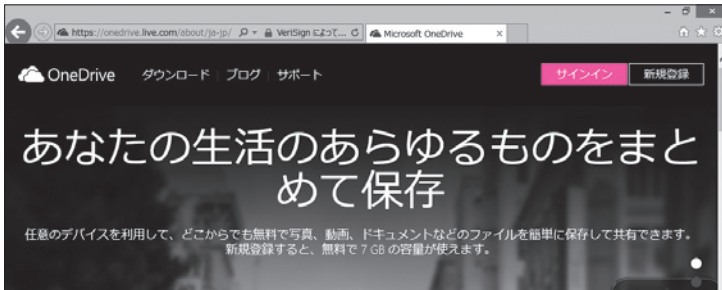 https://onedrive.live.com/about/ja-jp/ VeriSign によって... Microsoft OneDrive
OneDrive ダウンロード ブログ サポート サインイン 新規登録
あなたの生活のあらゆるものをまと
めて保存
任意のデバイスを利用して、どこからでも無料で写真、動画、ドキュメントなどのファイルを簡単に保存して共有できます。
新規登録すると、無料で 7 GB の容量が使えます。